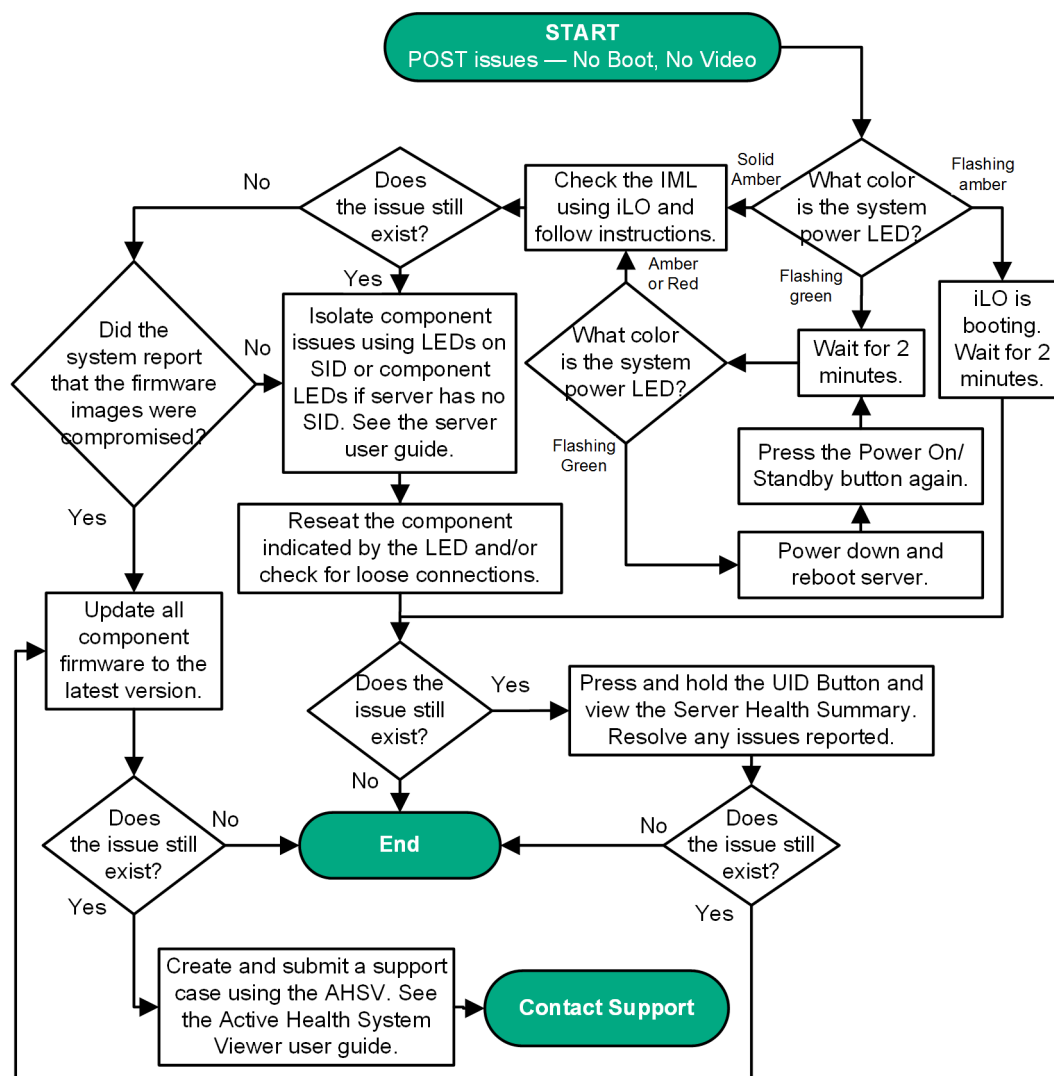 START
POST issues — No Boot, No Video
What color
is the system
power LED?
Solid
Amber
Flashing
amber
Flashing
green
Check the IML
using iLO and
follow instructions.
Does
the issue still
exist?
No
Yes
Amber
or Red
iLO is
booting.
Wait for 2
minutes.
Wait for 2
minutes.
What color
is the system
power LED?
Flashing
Green
Did the
system report
that the firmware
images were
compromised?
No
Yes
Isolate component
issues using LEDs on
SID or component
LEDs if server has no
SID. See the server
user guide.
Press the Power On/
Standby button again.
Power down and
reboot server.
Reseat the component
indicated by the LED and/or
check for loose connections.
Update all
component
firmware to the
latest version.
Does the
issue still
exist?
Yes
No
Press and hold the UID Button and
view the Server Health Summary.
Resolve any issues reported.
Does
the issue still
exist?
No
Yes
End
Does
the issue still
exist?
No
Yes
Create and submit a support
case using the AHSV. See
the Active Health System
Viewer user guide.
Contact Support